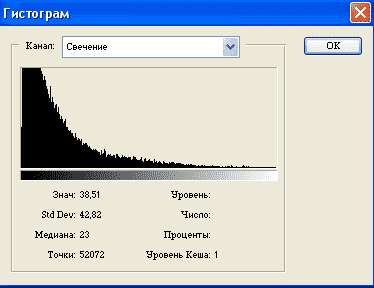 Гистограм
Канал: Свечение
OK
Знач: 38,51 Уровень:
Std Dev: 42,82 Число:
Медиана: 23 Проценты:
Точки: 52072 Уровень Кеша: 1